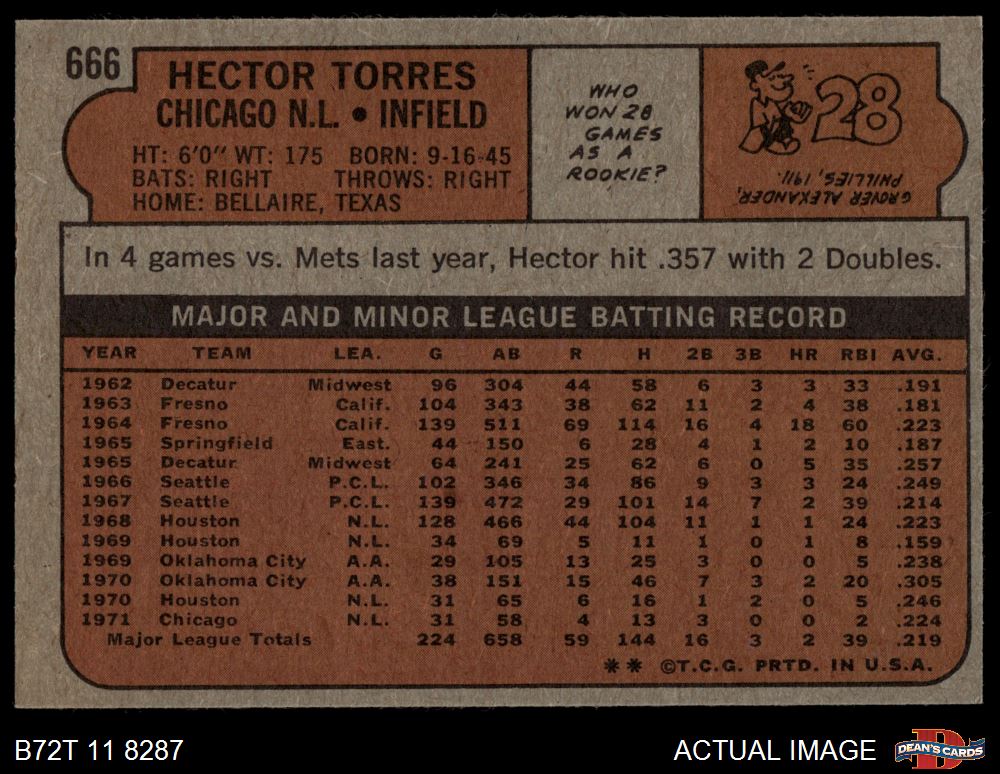 666
HECTOR TORRES
CHICAGO N.L. • INFIELD
HT: 6'0" WT: 175 BORN: 9-16-45
BATS: RIGHT THROWS: RIGHT
HOME: BELLAIRE, TEXAS
WHO
WON 28
GAMES
AS A
ROOKIE?
28
GROVER ALEXANDER,
PHILLIES, 1911.
In 4 games vs. Mets last year, Hector hit .357 with 2 Doubles.
MAJOR AND MINOR LEAGUE BATTING RECORD
YEAR TEAM LEA. G AB R H 2B 3B HR RBI AVG.
1962 Decatur Midwest 96 304 44 58 6 3 3 33 .191
1963 Fresno Calif. 104 343 38 62 11 2 4 38 .181
1964 Fresno Calif. 139 511 69 114 16 4 18 60 .223
1965 Springfield East. 44 150 6 28 4 1 2 10 .187
1965 Decatur Midwest 64 241 25 62 6 0 5 35 .257
1966 Seattle P.C.L. 102 346 34 86 9 3 3 24 .249
1967 Seattle P.C.L. 139 472 29 101 14 7 2 39 .214
1968 Houston N.L. 128 466 44 104 11 1 1 24 .223
1969 Houston N.L. 34 69 5 11 1 0 1 8 .159
1969 Oklahoma City A.A. 29 105 13 25 3 0 0 5 .238
1970 Oklahoma City A.A. 38 151 15 46 7 3 2 20 .305
1970 Houston N.L. 31 65 6 16 1 2 0 5 .246
1971 Chicago N.L. 31 58 4 13 3 0 0 2 .224
Major League Totals 224 658 59 144 16 3 2 39 .219
** ©T.C.G. PRTD. IN U.S.A.
B72T 11 8287
ACTUAL IMAGE
D
DEAN'S CARDS